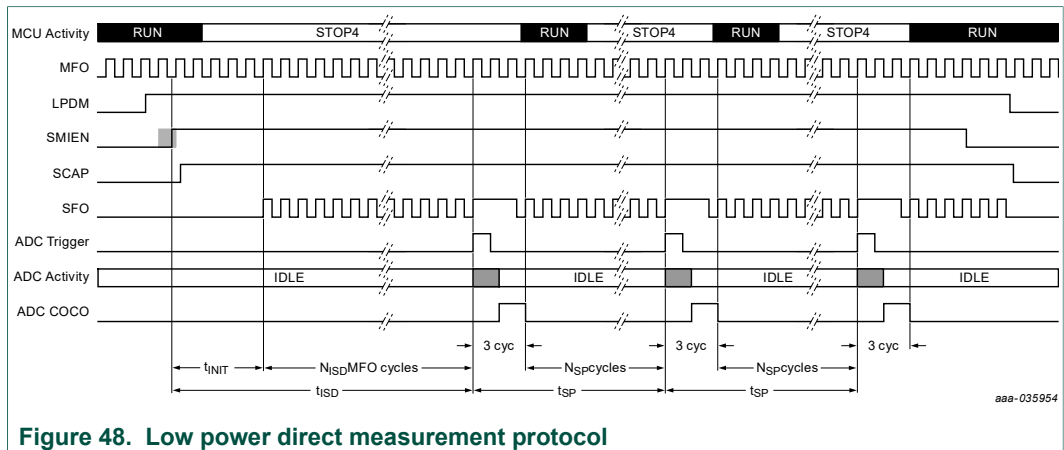 MCU Activity RUN STOP4 RUN STOP4 RUN STOP4 RUN
MFO
LPDM
SMIEN
SCAP
SFO
ADC Trigger
ADC Activity IDLE IDLE IDLE IDLE
ADC COCO
3 cyc 3 cyc 3 cyc
tINIT NISDMFO cycles NSPcycles NSPcycles
tISD tSP tSP
aaa-035954
Figure 48. Low power direct measurement protocol